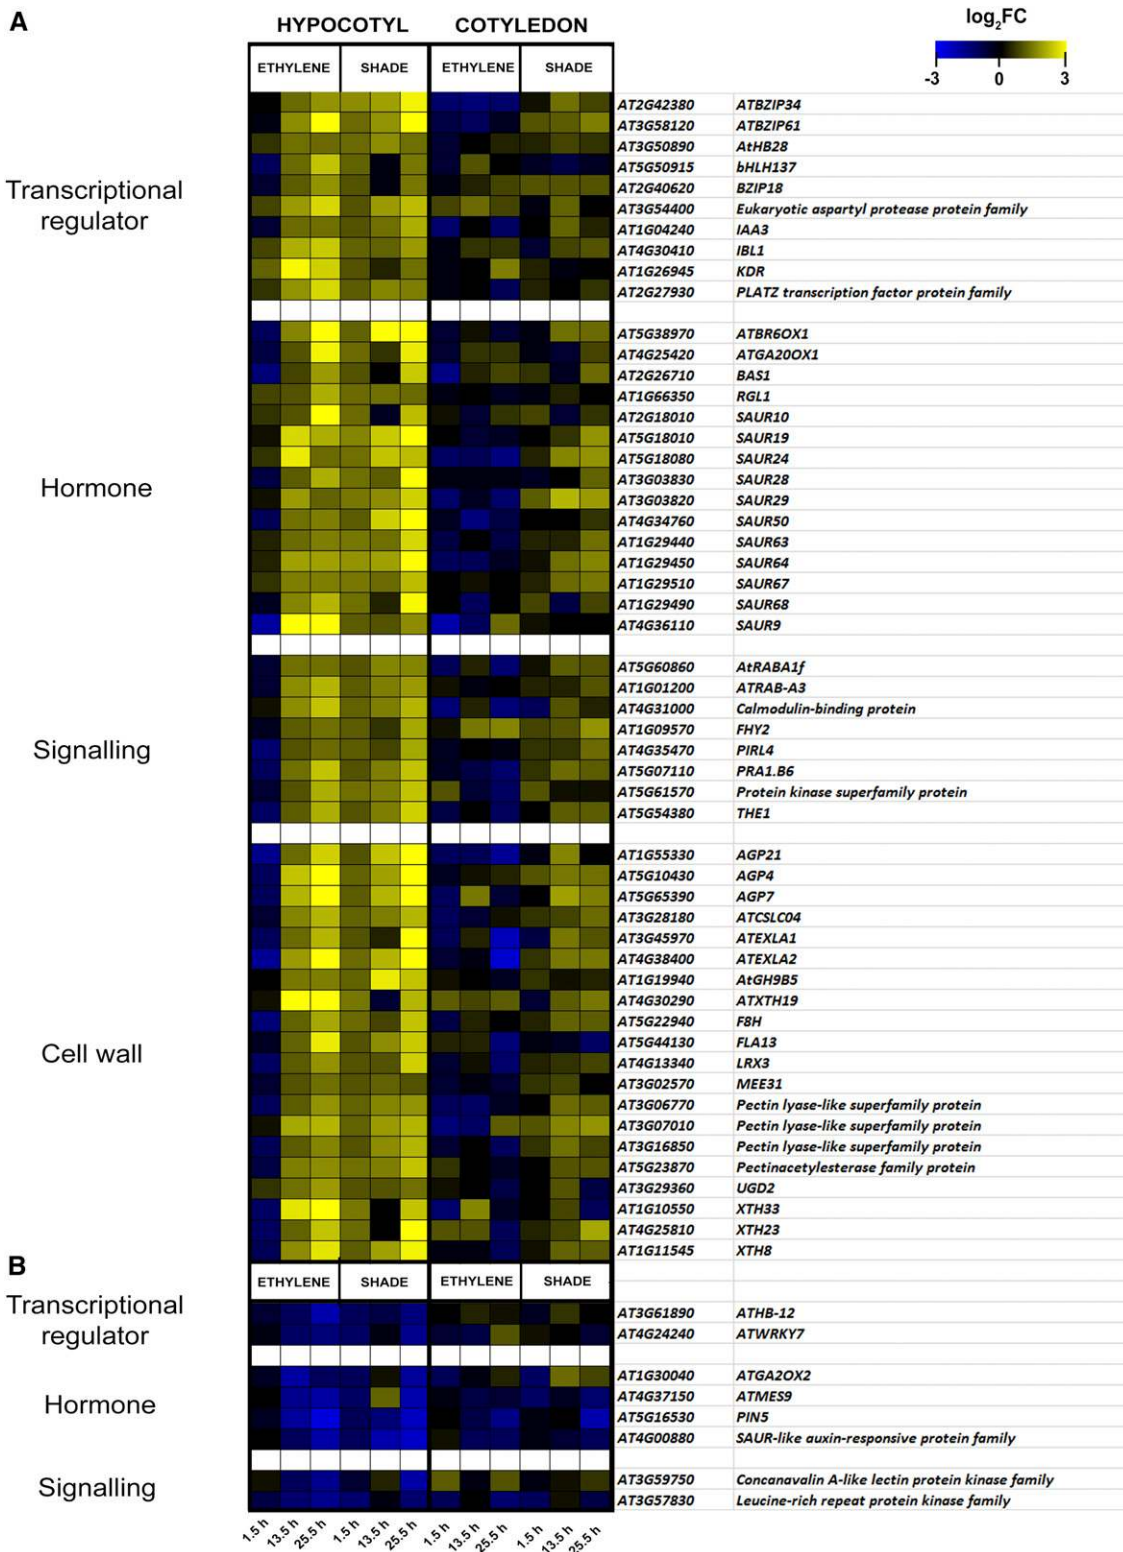 A
HYPOCOTYL COTYLEDON
log2FC
-3 0 3
ETHYLENE SHADE ETHYLENE SHADE
Transcriptional
regulator
AT2G42380 ATBZIP34
AT3G58120 ATBZIP61
AT3G50890 AtHB28
AT5G50915 bHLH137
AT2G40620 BZIP18
AT3G54400 Eukaryotic aspartyl protease protein family
AT1G04240 IAA3
AT4G30410 IBL1
AT1G26945 KDR
AT2G27930 PLATZ transcription factor protein family
Hormone
AT5G38970 ATBR6OX1
AT4G25420 ATGA20OX1
AT2G26710 BAS1
AT1G66350 RGL1
AT2G18010 SAUR10
AT5G18010 SAUR19
AT5G18080 SAUR24
AT3G03830 SAUR28
AT3G03820 SAUR29
AT4G34760 SAUR50
AT1G29440 SAUR63
AT1G29450 SAUR64
AT1G29510 SAUR67
AT1G29490 SAUR68
AT4G36110 SAUR9
Signalling
AT5G60860 AtRABA1f
AT1G01200 ATRAB-A3
AT4G31000 Calmodulin-binding protein
AT1G09570 FHY2
AT4G35470 PIRL4
AT5G07110 PRA1.B6
AT5G61570 Protein kinase superfamily protein
AT5G54380 THE1
Cell wall
AT1G55330 AGP21
AT5G10430 AGP4
AT5G65390 AGP7
AT3G28180 ATCSLC04
AT3G45970 ATEXLA1
AT4G38400 ATEXLA2
AT1G19940 AtGH9B5
AT4G30290 ATXTH19
AT5G22940 F8H
AT5G44130 FLA13
AT4G13340 LRX3
AT3G02570 MEE31
AT3G06770 Pectin lyase-like superfamily protein
AT3G07010 Pectin lyase-like superfamily protein
AT3G16850 Pectin lyase-like superfamily protein
AT5G23870 Pectinacetylesterase family protein
AT3G29360 UGD2
AT1G10550 XTH33
AT4G25810 XTH23
AT1G11545 XTH8
B
ETHYLENE SHADE ETHYLENE SHADE
Transcriptional
regulator
AT3G61890 ATHB-12
AT4G24240 ATWRKY7
Hormone
AT1G30040 ATGA2OX2
AT4G37150 ATMES9
AT5G16530 PIN5
AT4G00880 SAUR-like auxin-responsive protein family
Signalling
AT3G59750 Concanavalin A-like lectin protein kinase family
AT3G57830 Leucine-rich repeat protein kinase family
1.5 h 13.5 h 25.5 h 1.5 h 13.5 h 25.5 h 1.5 h 13.5 h 25.5 h 1.5 h 13.5 h 25.5 h